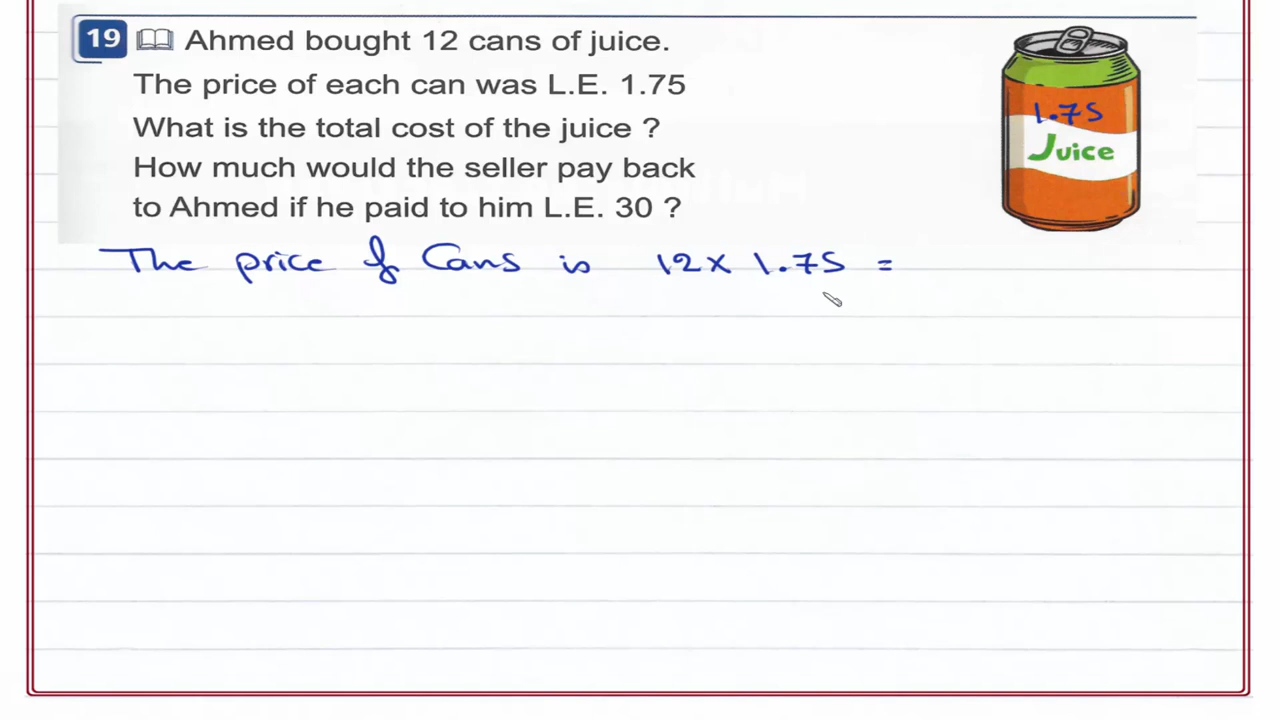 19 Ahmed bought 12 cans of juice.
The price of each can was L.E. 1.75
What is the total cost of the juice ?
How much would the seller pay back
to Ahmed if he paid to him L.E. 30 ?
1.75
Juice
The price of Cans is 12 × 1.75 =